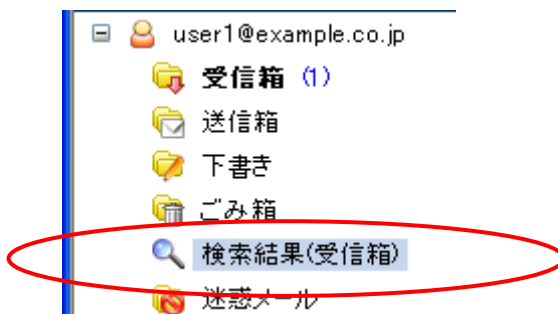 user1@example.co.jp
受信箱 (1)
送信箱
下書き
ごみ箱
検索結果(受信箱)
迷惑メール